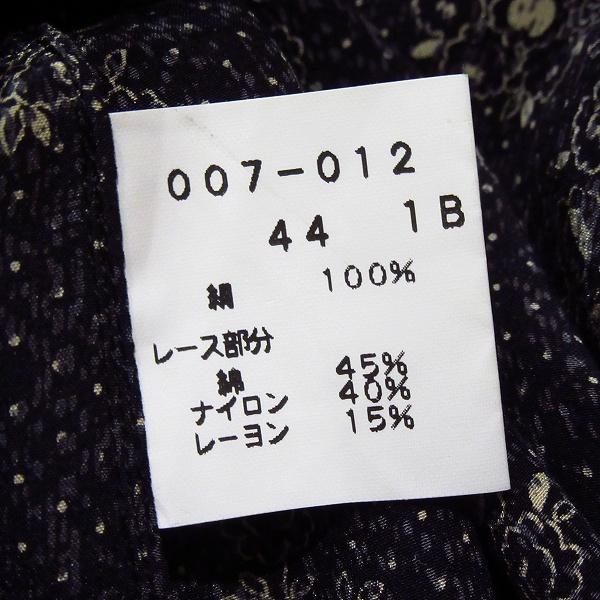 007-012
44 1B
絹 100%
レース部分
綿 45%
ナイロン 40%
レーヨン 15%